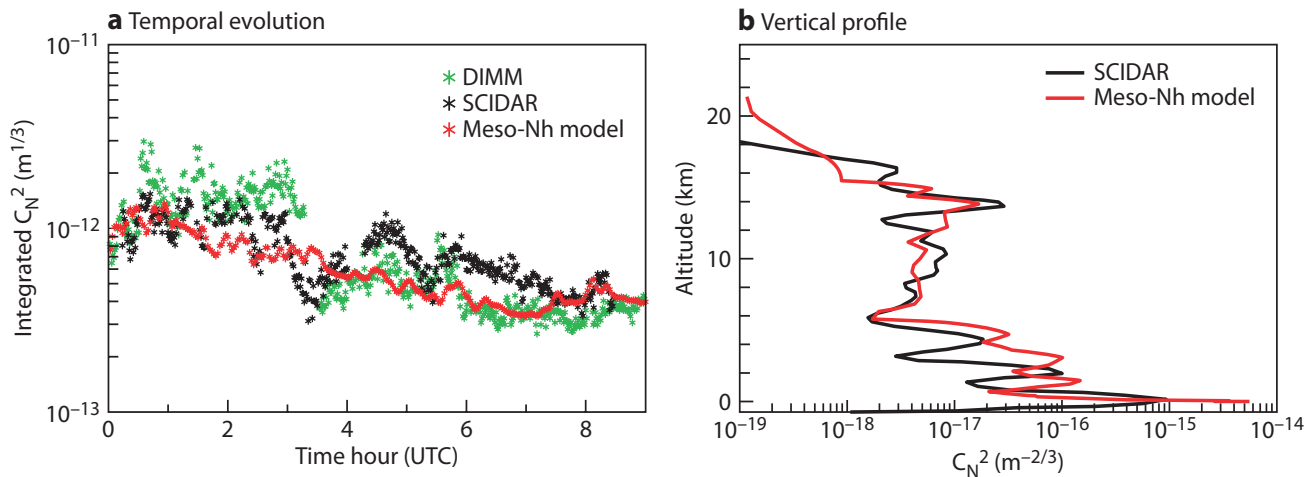 a Temporal evolution
10⁻¹¹
10⁻¹²
10⁻¹³
Integrated C_N² (m^1/3)
DIMM
SCIDAR
Meso-Nh model
0 2 4 6 8
Time hour (UTC)
b Vertical profile
20
10
0
Altitude (km)
SCIDAR
Meso-Nh model
10⁻¹⁹ 10⁻¹⁸ 10⁻¹⁷ 10⁻¹⁶ 10⁻¹⁵ 10⁻¹⁴
C_N² (m^−2/3)